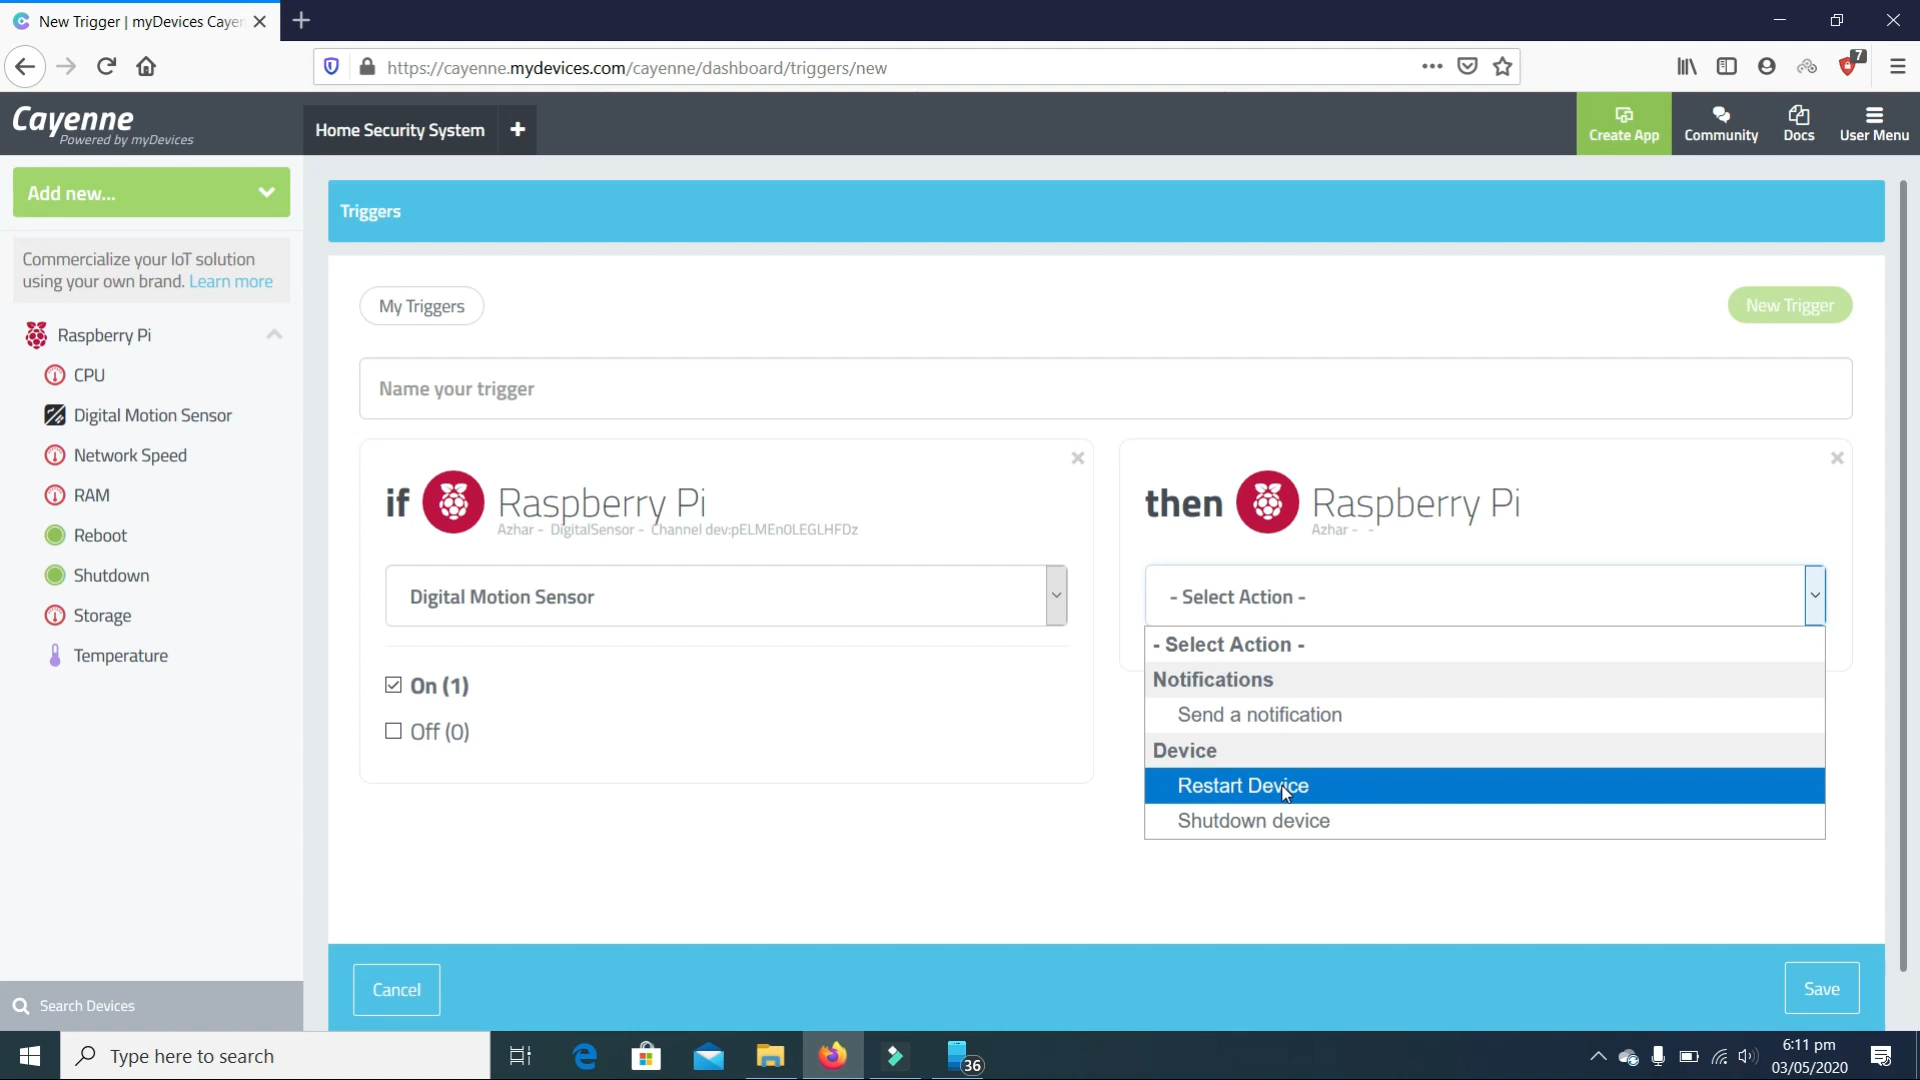 New Trigger | myDevices Cayen
https://cayenne.mydevices.com/cayenne/dashboard/triggers/new
7
Cayenne
Powered by myDevices
Home Security System
Create App
Community
Docs
User Menu
Add new...
Commercialize your IoT solution
using your own brand. Learn more
Raspberry Pi
CPU
Digital Motion Sensor
Network Speed
RAM
Reboot
Shutdown
Storage
Temperature
Search Devices
Triggers
My Triggers
New Trigger
Name your trigger
if Raspberry Pi
Azhar - DigitalSensor - Channel dev:pELMEn0LEGLHFDz
Digital Motion Sensor
On (1)
Off (0)
then Raspberry Pi
Azhar - -
- Select Action -
- Select Action -
Notifications
Send a notification
Device
Restart Device
Shutdown device
Cancel
Save
Type here to search
36
6:11 pm
03/05/2020